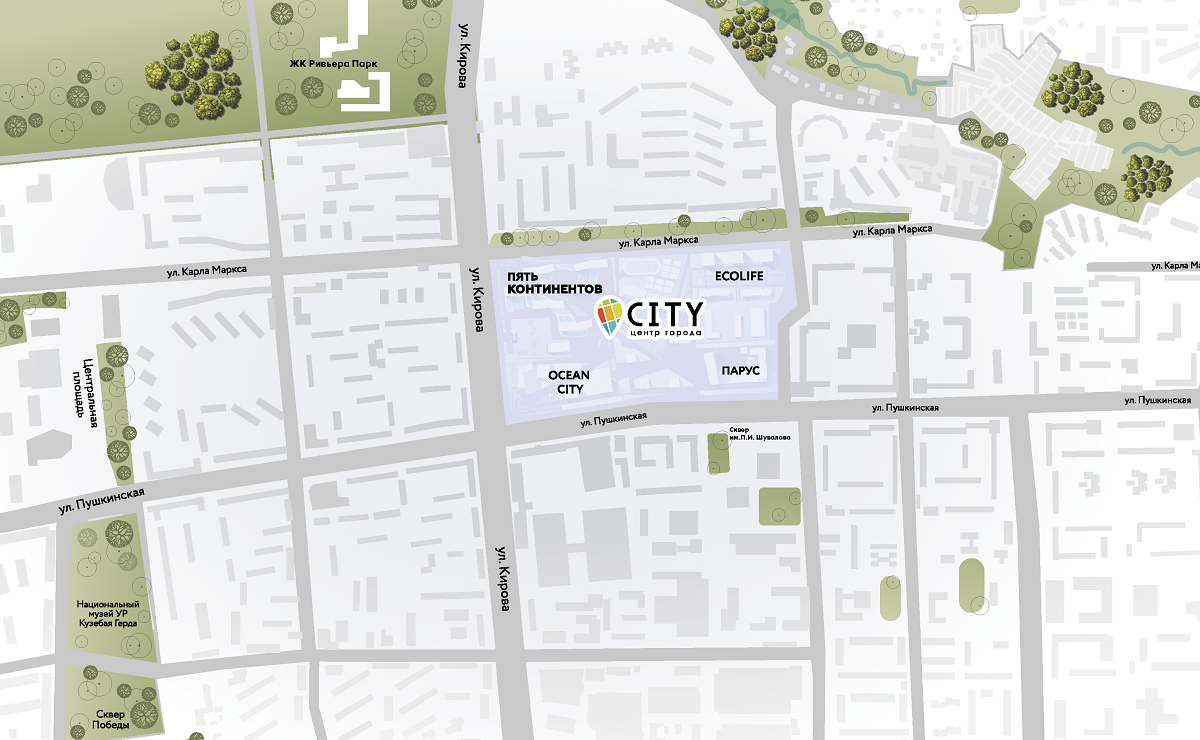 ул. Кирова
ЖК Ривьера Парк
ул. Карла Маркса
ул. Карла Маркса
ул. Карла Маркса
ул. Карла Ма
ул. Кирова
ПЯТЬ
КОНТИНЕНТОВ
ECOLIFE
CITY
центр города
OCEAN
CITY
ПАРУС
Центральная
площадь
ул. Пушкинская
ул. Пушкинская
ул. Пушкинская
Сквер
им.П.И. Шувалова
ул. Пушкинская
ул. Кирова
Национальный
музей УР
Кузебая Герда
Сквер
Победы